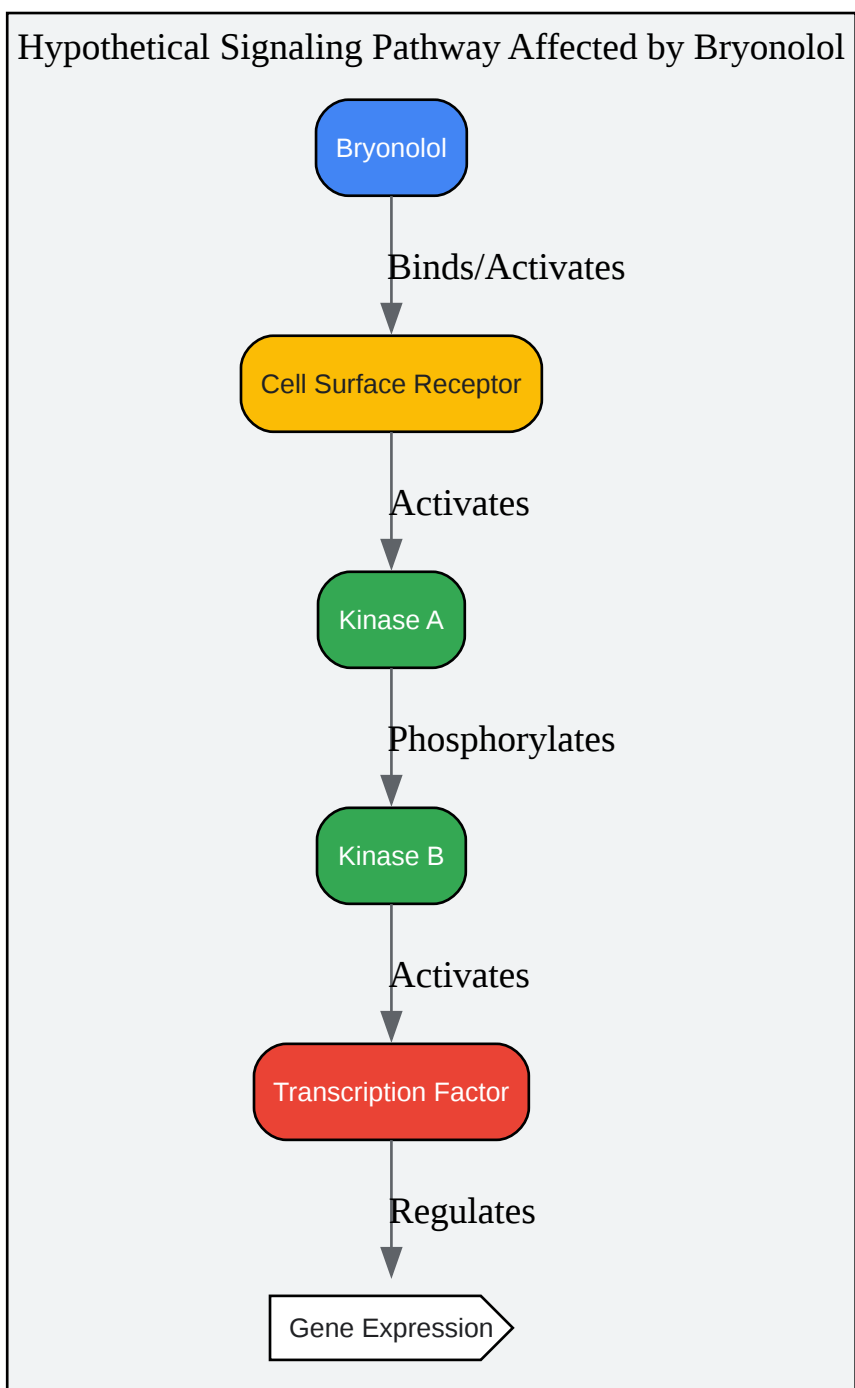 Hypothetical Signaling Pathway Affected by Bryonolol
Bryonolol
Binds/Activates
Cell Surface Receptor
Activates
Kinase A
Phosphorylates
Kinase B
Activates
Transcription Factor
Regulates
Gene Expression